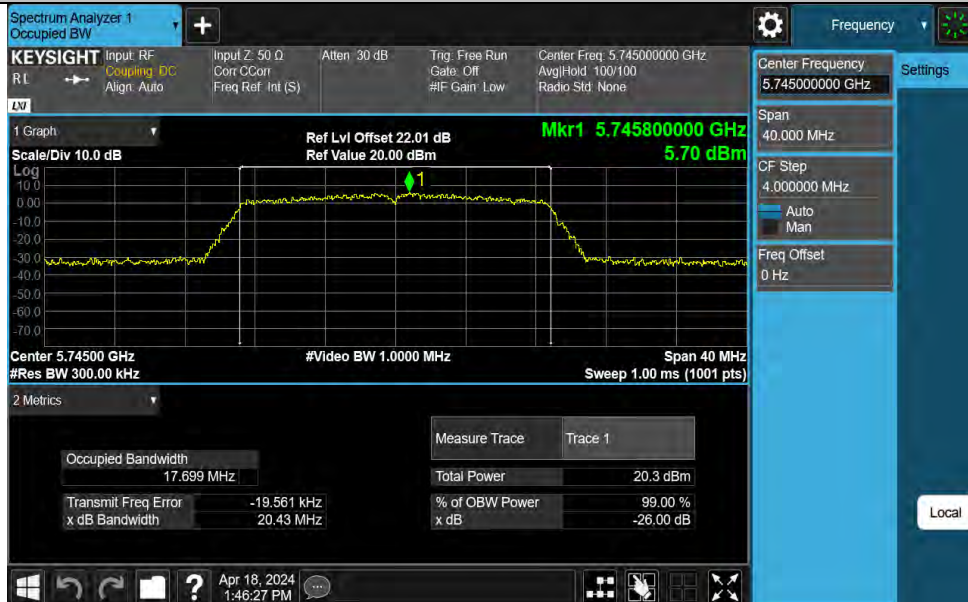 Spectrum Analyzer 1
Occupied BW
+
Frequency
KEYSIGHT
RL
LXI
Input: RF
Coupling: DC
Align: Auto
Input Z: 50 Ω
Corr CCorr
Freq Ref: Int (S)
Atten: 30 dB
Trig: Free Run
Gate: Off
#IF Gain: Low
Center Freq: 5.745000000 GHz
Avg|Hold: 100/100
Radio Std: None
1 Graph
Scale/Div 10.0 dB
Ref Lvl Offset 22.01 dB
Ref Value 20.00 dBm
Mkr1 5.745800000 GHz
5.70 dBm
Log
10.0
0.00
-10.0
-20.0
-30.0
-40.0
-50.0
-60.0
-70.0
1
Center 5.74500 GHz
#Res BW 300.00 kHz
#Video BW 1.0000 MHz
Span 40 MHz
Sweep 1.00 ms (1001 pts)
2 Metrics
Occupied Bandwidth
17.699 MHz
Transmit Freq Error -19.561 kHz
x dB Bandwidth 20.43 MHz
Measure Trace Trace 1
Total Power 20.3 dBm
% of OBW Power 99.00 %
x dB -26.00 dB
Center Frequency
5.745000000 GHz
Span
40.000 MHz
CF Step
4.000000 MHz
Auto
Man
Freq Offset
0 Hz
Settings
Local
?
Apr 18, 2024
1:46:27 PM